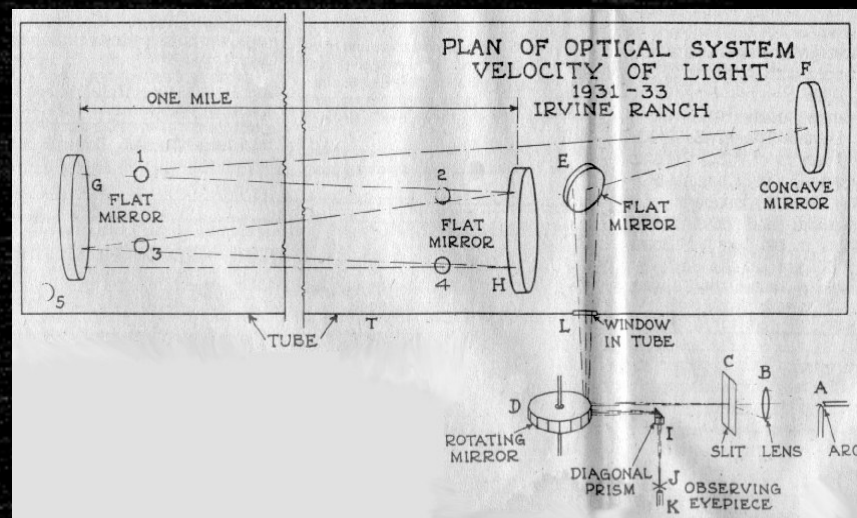 PLAN OF OPTICAL SYSTEM
VELOCITY OF LIGHT
1931-33
IRVINE RANCH
F
ONE MILE
1
2
E
G
FLAT
MIRROR
FLAT
MIRROR
FLAT
MIRROR
CONCAVE
MIRROR
3
4
H
5
TUBE
T
L
WINDOW
IN TUBE
C
B
A
D
I
SLIT
LENS
ARC
ROTATING
MIRROR
DIAGONAL
PRISM
J
K
OBSERVING
EYEPIECE